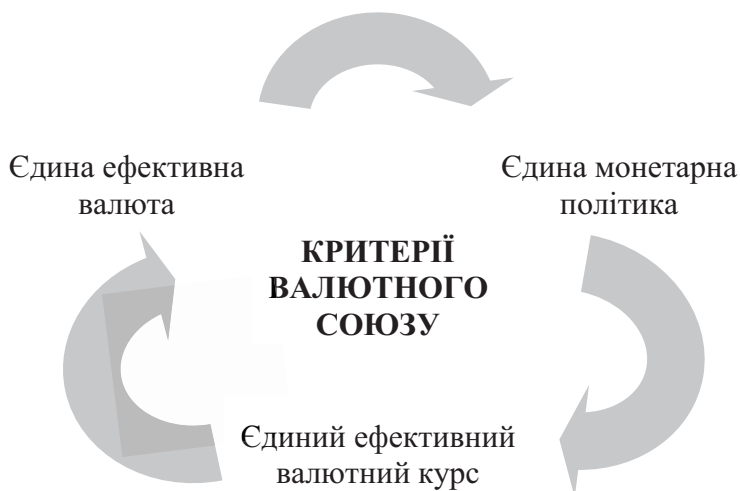 Єдина ефективна
валюта
Єдина монетарна
політика
КРИТЕРІЇ
ВАЛЮТНОГО
СОЮЗУ
Єдиний ефективний
валютний курс